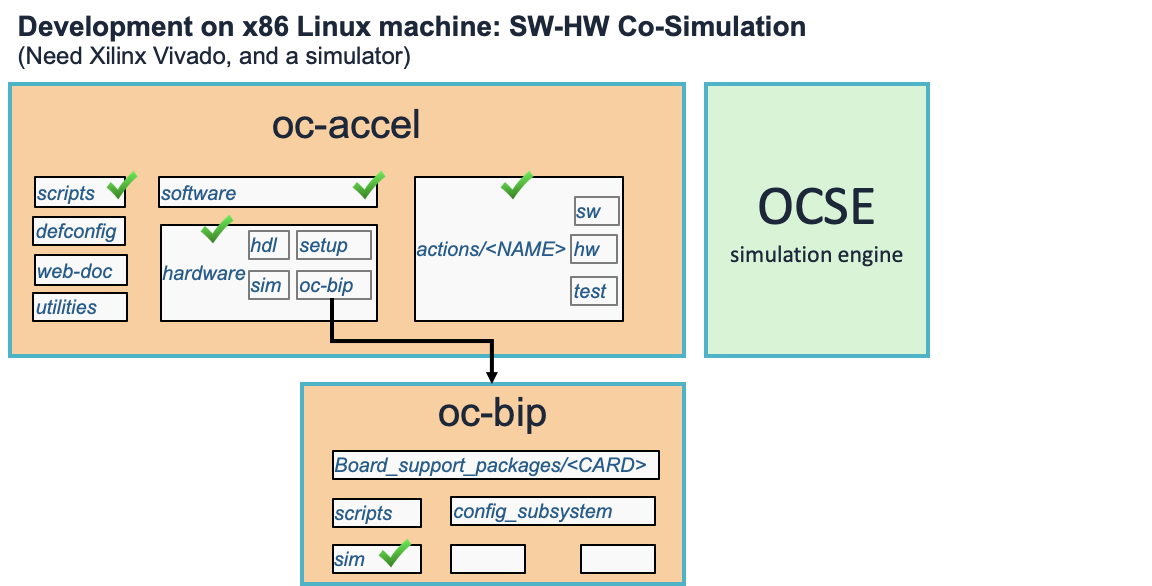 Development on x86 Linux machine: SW-HW Co-Simulation
(Need Xilinx Vivado, and a simulator)
oc-accel
scripts
software
defconfig
web-doc
utilities
hardware
hdl
setup
sim
oc-bip
actions/<NAME>
sw
hw
test
OCSE
simulation engine
oc-bip
Board_support_packages/<CARD>
scripts
config_subsystem
sim